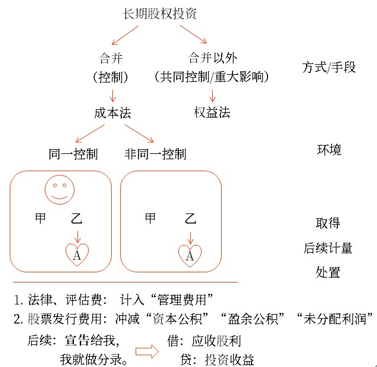 长期股权投资
合并 合并以外
(控制) (共同控制/重大影响) 方式/手段
成本法 权益法
同一控制 非同一控制 环境
甲 乙 甲 乙 取得
后续计量
A A
处置
1. 法律、评估费： 计入“管理费用”
2. 股票发行费用：冲减“资本公积”“盈余公积”“未分配利润”
后续：宣告给我， 借：应收股利
我就做分录。 贷：投资收益